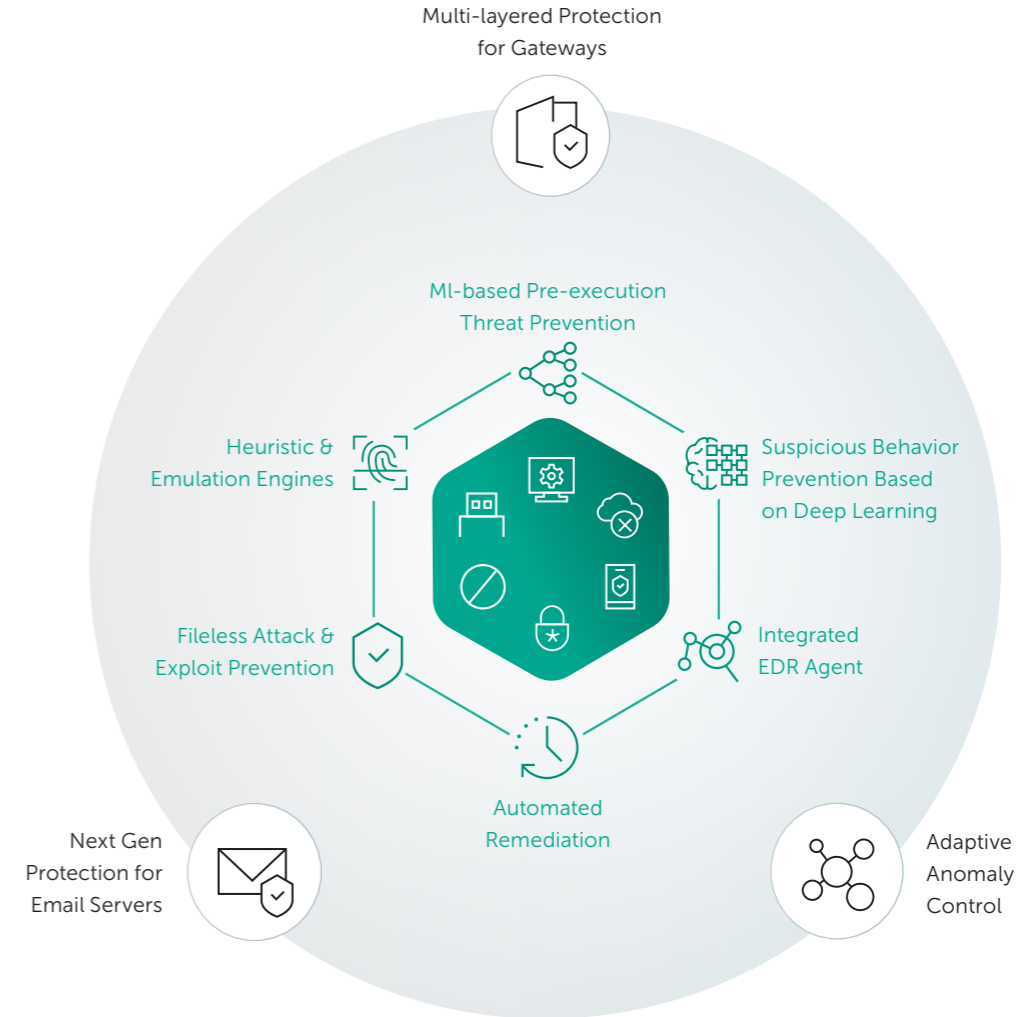 Multi-layered Protection
for Gateways
Ml-based Pre-execution
Threat Prevention
Heuristic &
Emulation Engines
Suspicious Behavior
Prevention Based
on Deep Learning
Fileless Attack &
Exploit Prevention
Integrated
EDR Agent
Automated
Remediation
Next Gen
Protection for
Email Servers
Adaptive
Anomaly
Control